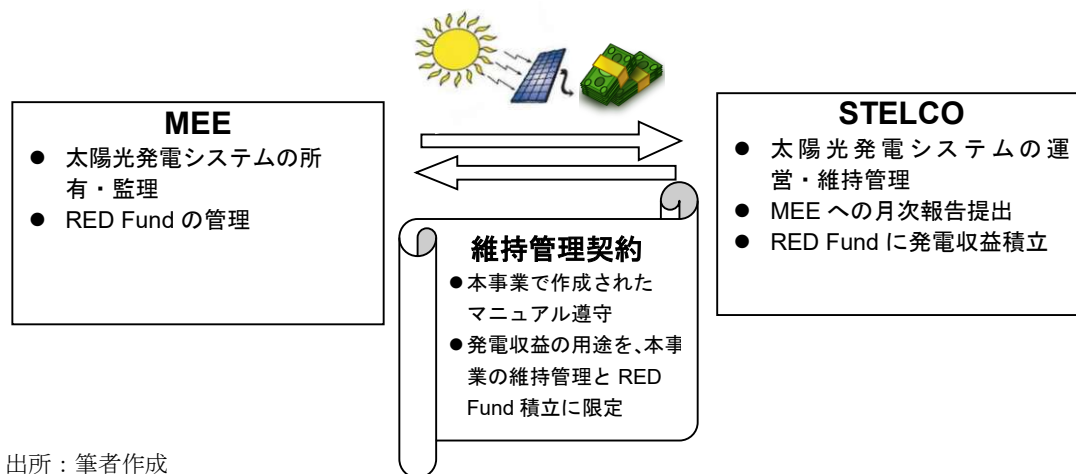 MEE
● 太陽光発電システムの所
有・監理
● RED Fund の管理
維持管理契約
●本事業で作成された
マニュアル遵守
●発電収益の用途を、本事
業の維持管理と RED
Fund 積立に限定
STELCO
● 太陽光発電システムの運
営・維持管理
● MEE への月次報告提出
● RED Fund に発電収益積立
出所：筆者作成